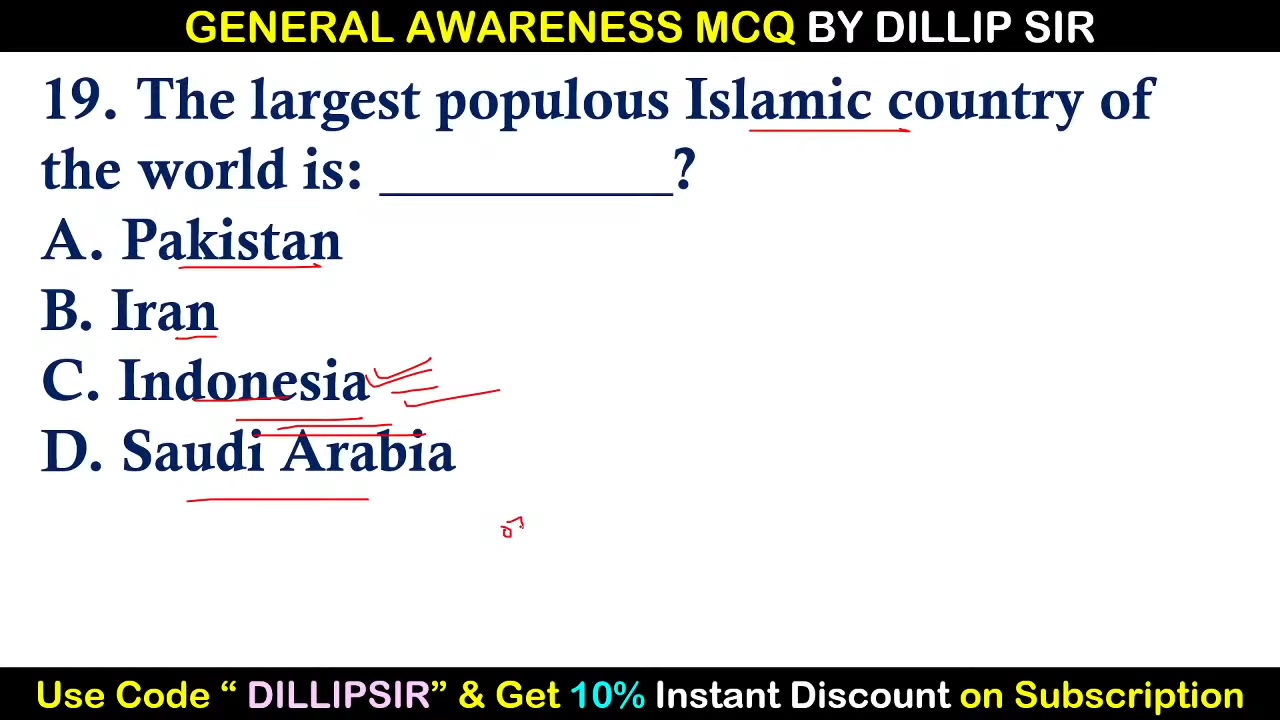 GENERAL AWARENESS MCQ BY DILLIP SIR
19. The largest populous Islamic country of
the world is: __________?
A. Pakistan
B. Iran
C. Indonesia
D. Saudi Arabia
Use Code “ DILLIPSIR” & Get 10% Instant Discount on Subscription